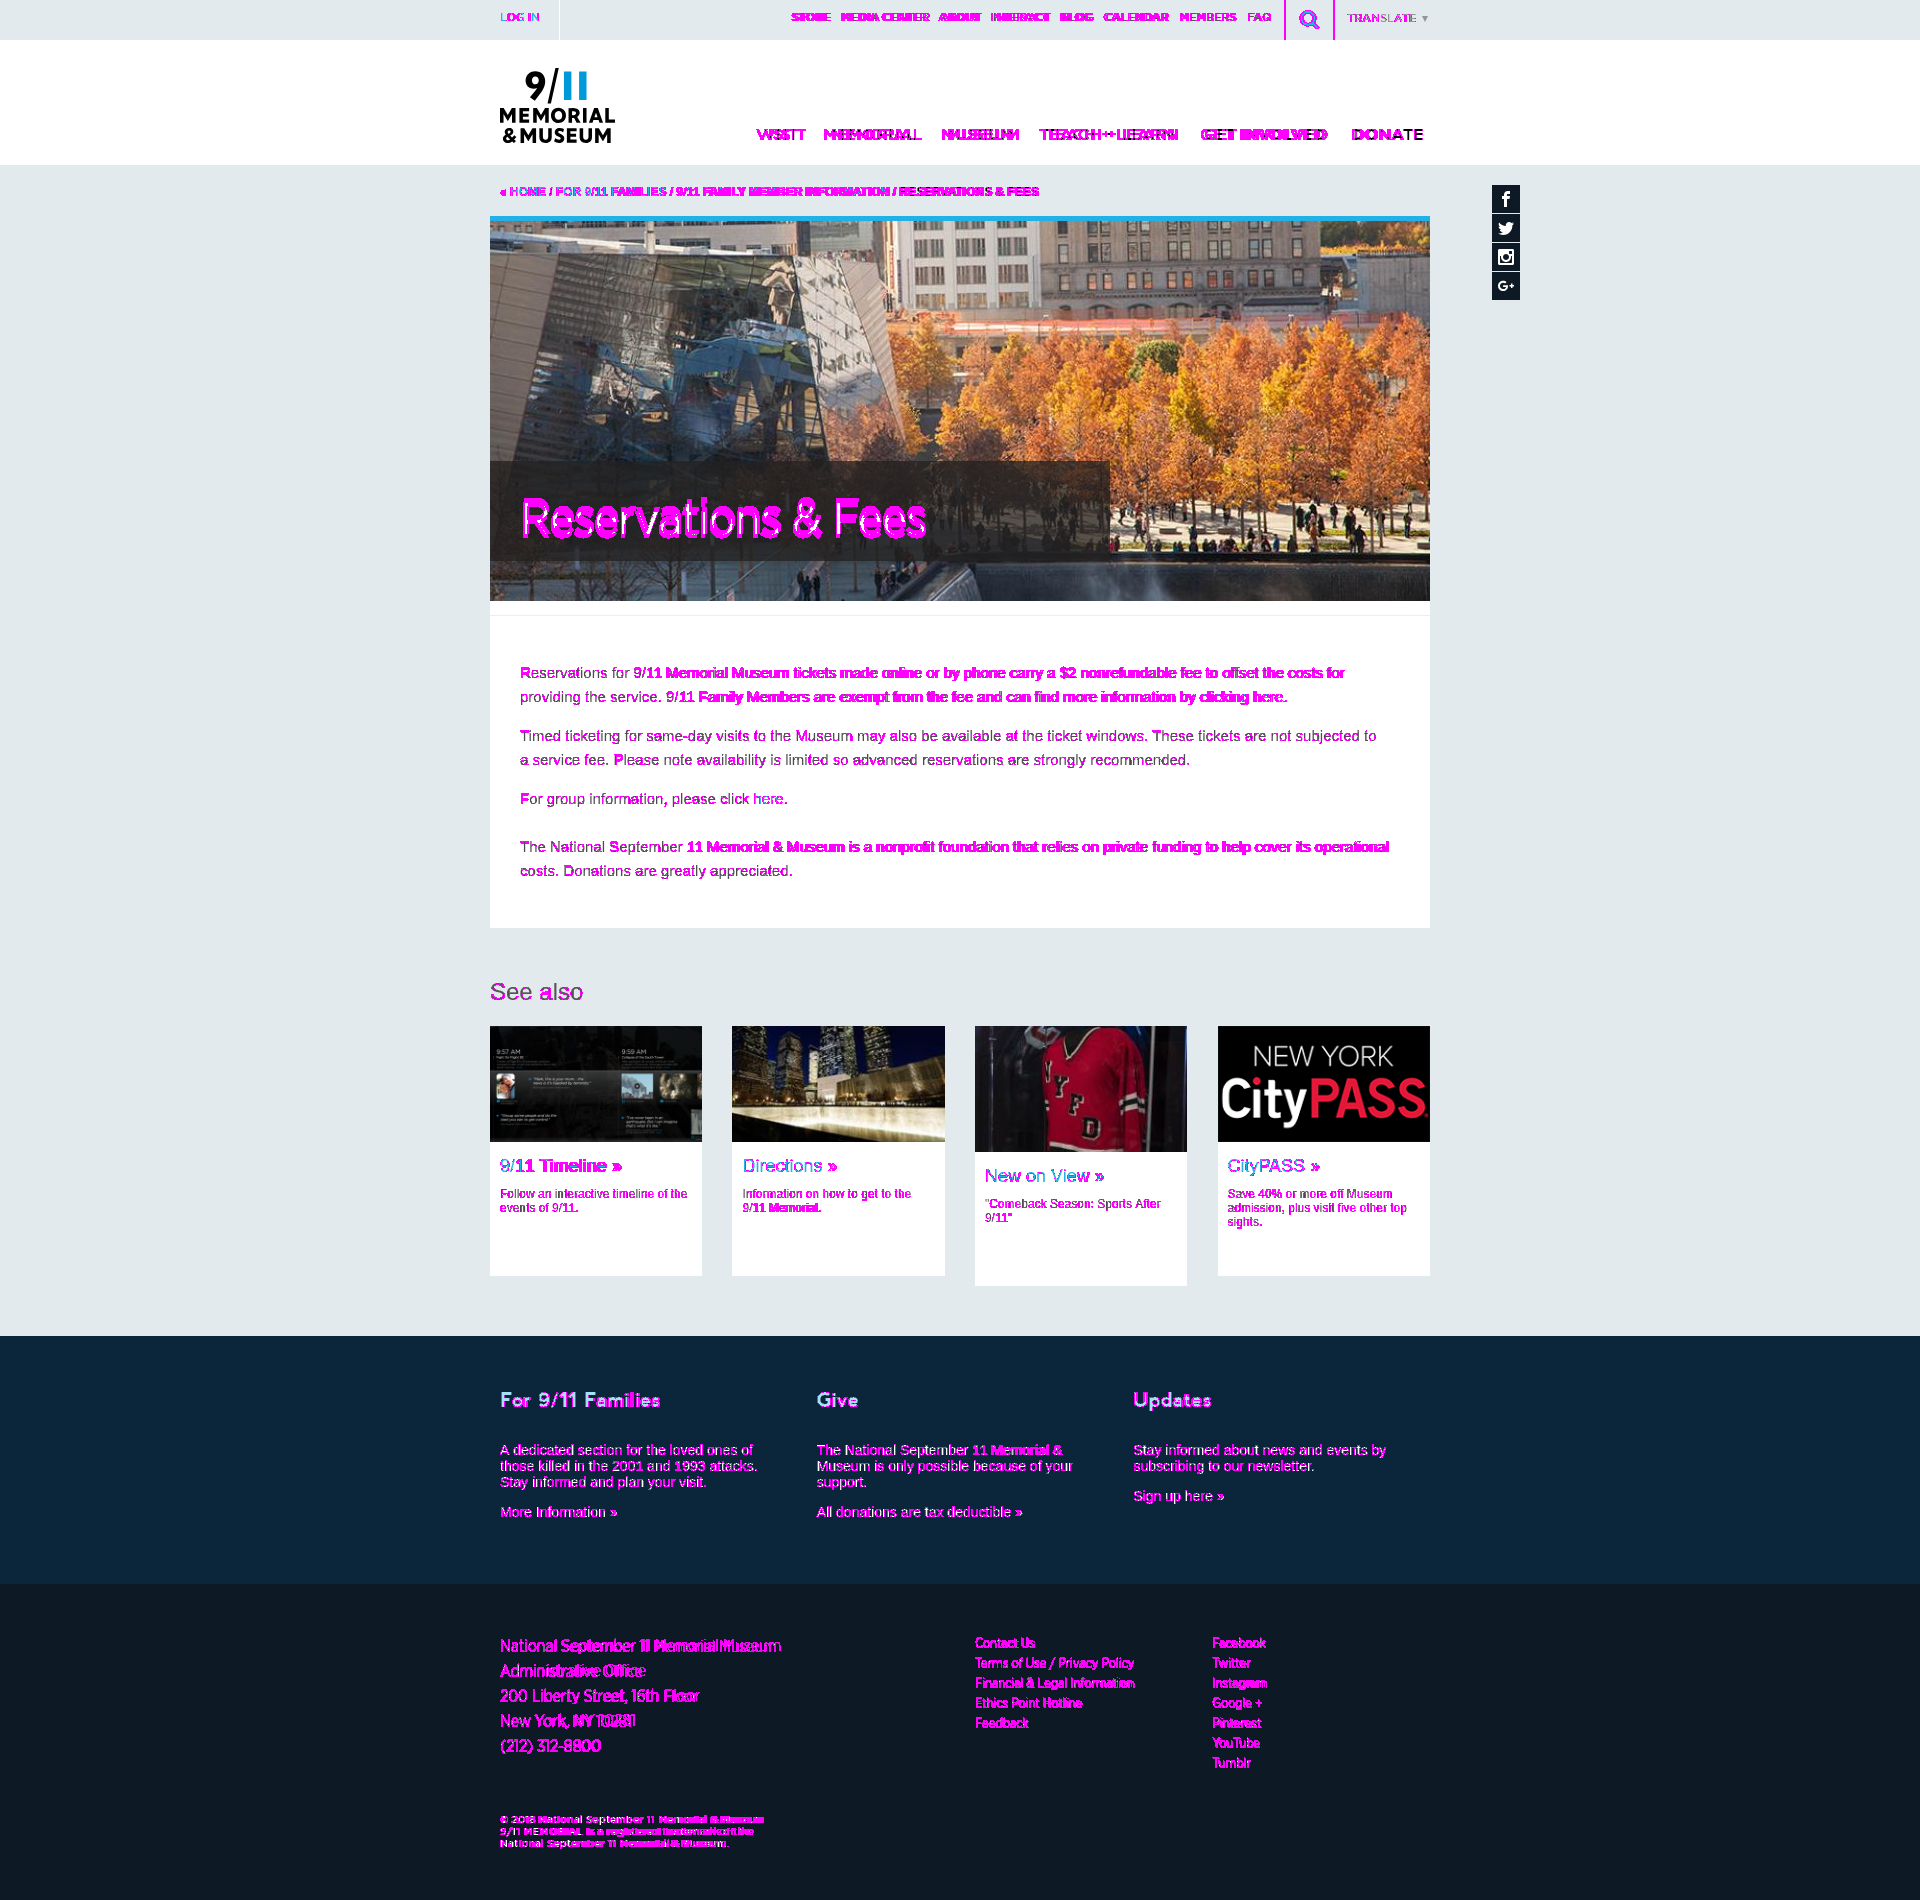 LOG IN
STORE MEDIA CENTER ABOUT INTERACT BLOG CALENDAR MEMBERS FAQ
TRANSLATE ▼
9/11
MEMORIAL
& MUSEUM
VISIT MEMORIAL MUSEUM TEACH + LEARN GET INVOLVED DONATE
« HOME / FOR 9/11 FAMILIES / 9/11 FAMILY MEMBER INFORMATION / RESERVATIONS & FEES
Reservations & Fees
Reservations for 9/11 Memorial Museum tickets made online or by phone carry a $2 nonrefundable fee to offset the costs for
providing the service. 9/11 Family Members are exempt from the fee and can find more information by clicking here.
Timed ticketing for same-day visits to the Museum may also be available at the ticket windows. These tickets are not subjected to
a service fee. Please note availability is limited so advanced reservations are strongly recommended.
For group information, please click here.
The National September 11 Memorial & Museum is a nonprofit foundation that relies on private funding to help cover its operational
costs. Donations are greatly appreciated.
See also
9:57 AM
9:59 AM
NYFD
NEW YORK
CityPASS
9/11 Timeline »
Follow an interactive timeline of the
events of 9/11.
Directions »
Information on how to get to the
9/11 Memorial.
New on View »
"Comeback Season: Sports After
9/11"
CityPASS »
Save 40% or more off Museum
admission, plus visit five other top
sights.
For 9/11 Families
A dedicated section for the loved ones of
those killed in the 2001 and 1993 attacks.
Stay informed and plan your visit.
More Information »
Give
The National September 11 Memorial &
Museum is only possible because of your
support.
All donations are tax deductible »
Updates
Stay informed about news and events by
subscribing to our newsletter.
Sign up here »
National September 11 Memorial Museum
Administrative Office
200 Liberty Street, 16th Floor
New York, NY 10281
(212) 312-8800
Contact Us
Terms of Use / Privacy Policy
Financial & Legal Information
Ethics Point Hotline
Feedback
Facebook
Twitter
Instagram
Google +
Pinterest
YouTube
Tumblr
© 2018 National September 11 Memorial & Museum
9/11 MEMORIAL is a registered trademark of the
National September 11 Memorial & Museum.